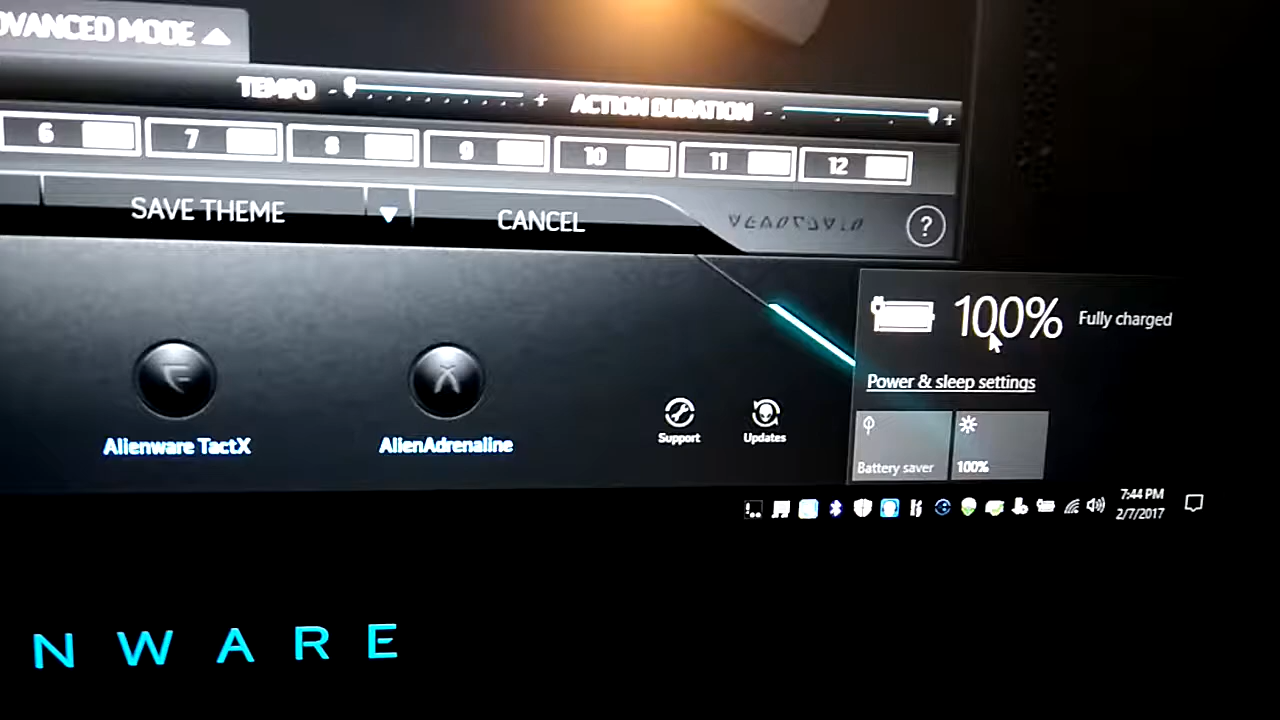 ADVANCED MODE
TEMPO - +
ACTION DURATION - +
6 7 8 9 10 11 12
SAVE THEME
CANCEL
?
100% Fully charged
Power & sleep settings
Alienware TactX
AlienAdrenaline
Support
Updates
Battery saver
100%
7:44 PM
2/7/2017
NWARE